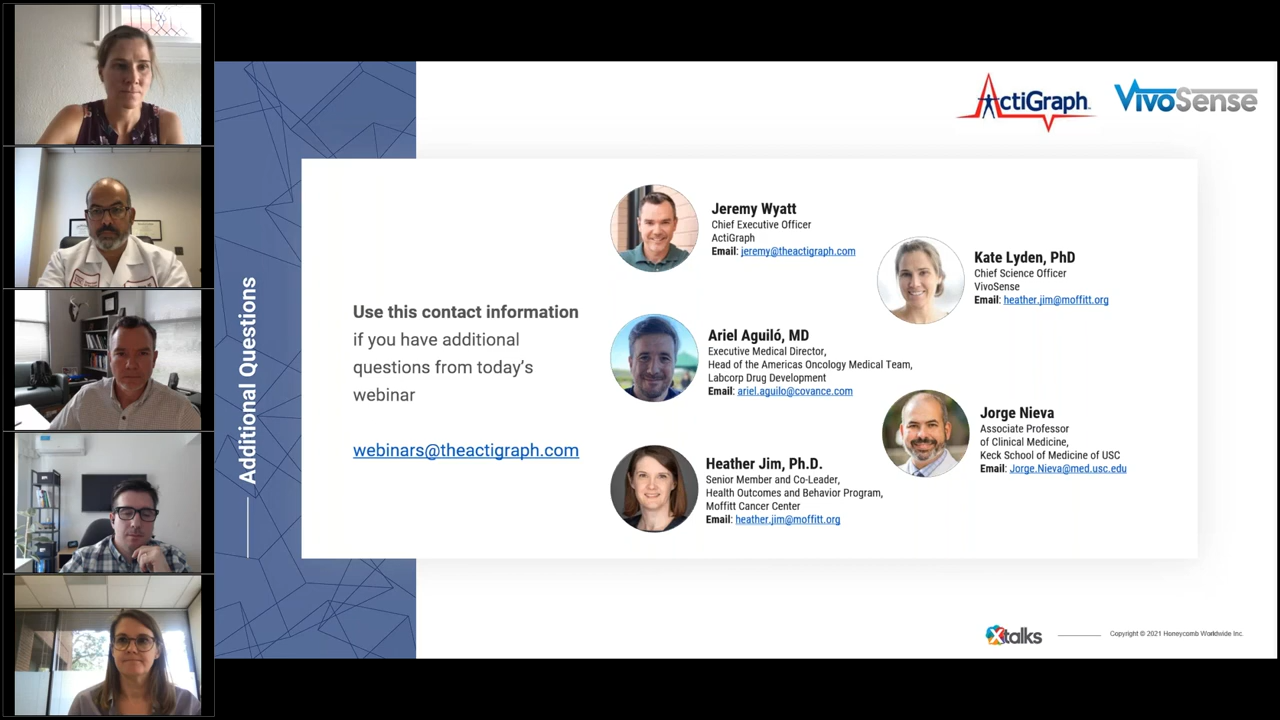 ActiGraph
VivoSense
Additional Questions
Use this contact information
if you have additional
questions from today's
webinar
webinars@theactigraph.com
Jeremy Wyatt
Chief Executive Officer
ActiGraph
Email: jeremy@theactigraph.com
Kate Lyden, PhD
Chief Science Officer
VivoSense
Email: heather.jim@moffitt.org
Ariel Aguiló, MD
Executive Medical Director,
Head of the Americas Oncology Medical Team,
Labcorp Drug Development
Email: ariel.aguilo@covance.com
Jorge Nieva
Associate Professor
of Clinical Medicine,
Keck School of Medicine of USC
Email: Jorge.Nieva@med.usc.edu
Heather Jim, Ph.D.
Senior Member and Co-Leader,
Health Outcomes and Behavior Program,
Moffitt Cancer Center
Email: heather.jim@moffitt.org
Xtalks
Copyright © 2021 Honeycomb Worldwide Inc.